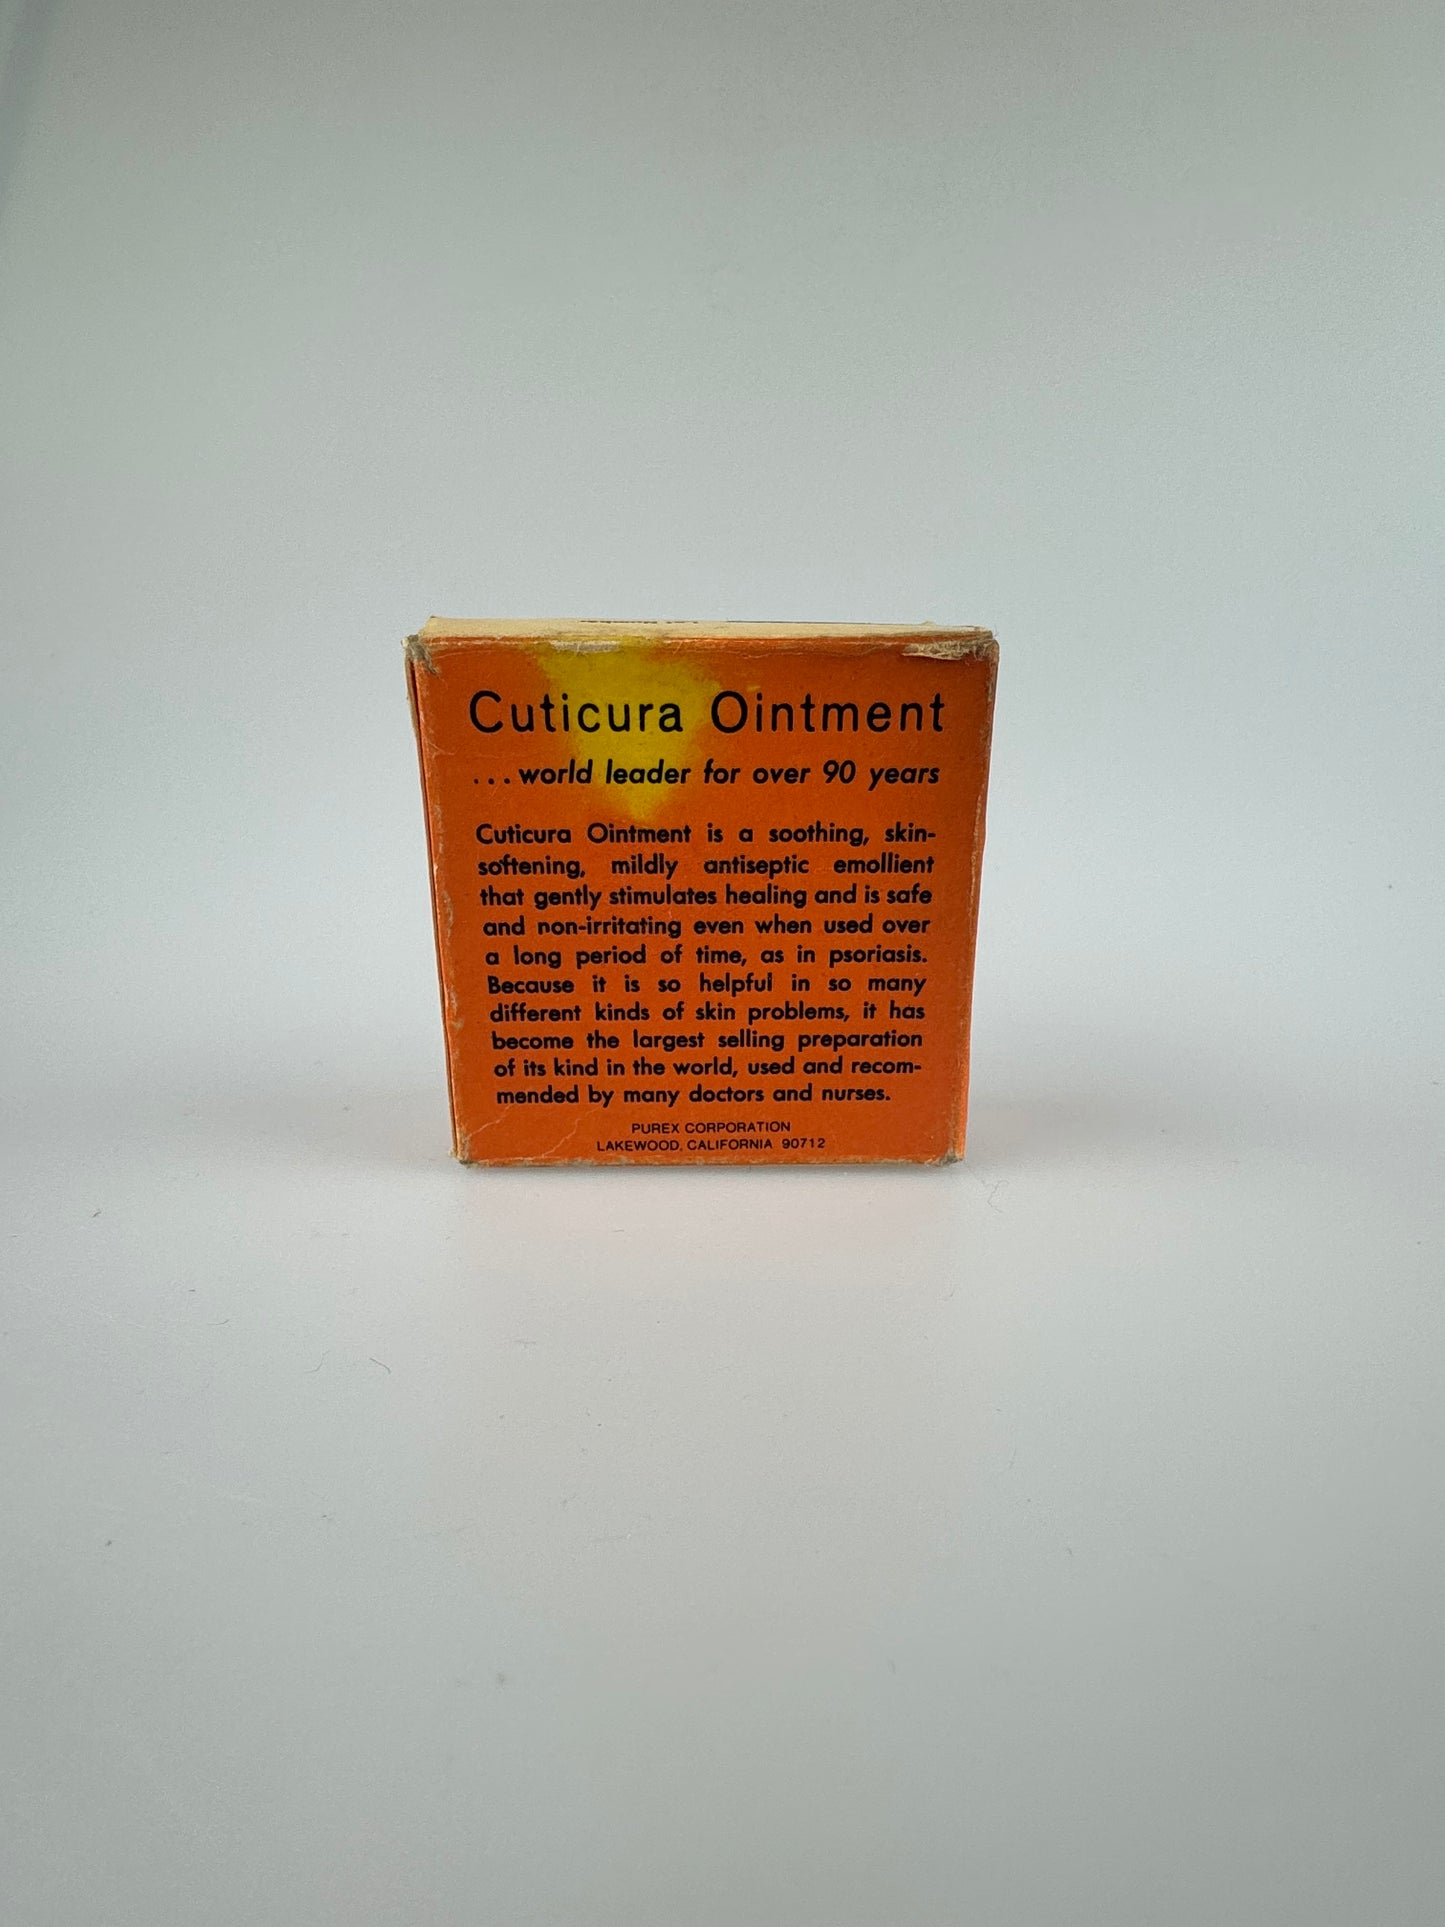 Cuticura Ointment
...world leader for over 90 years
Cuticura Ointment is a soothing, skin-
softening, mildly antiseptic emollient
that gently stimulates healing and is safe
and non-irritating even when used over
a long period of time, as in psoriasis.
Because it is so helpful in so many
different kinds of skin problems, it has
become the largest selling preparation
of its kind in the world, used and recom-
mended by many doctors and nurses.
PUREX CORPORATION
LAKEWOOD, CALIFORNIA 90712